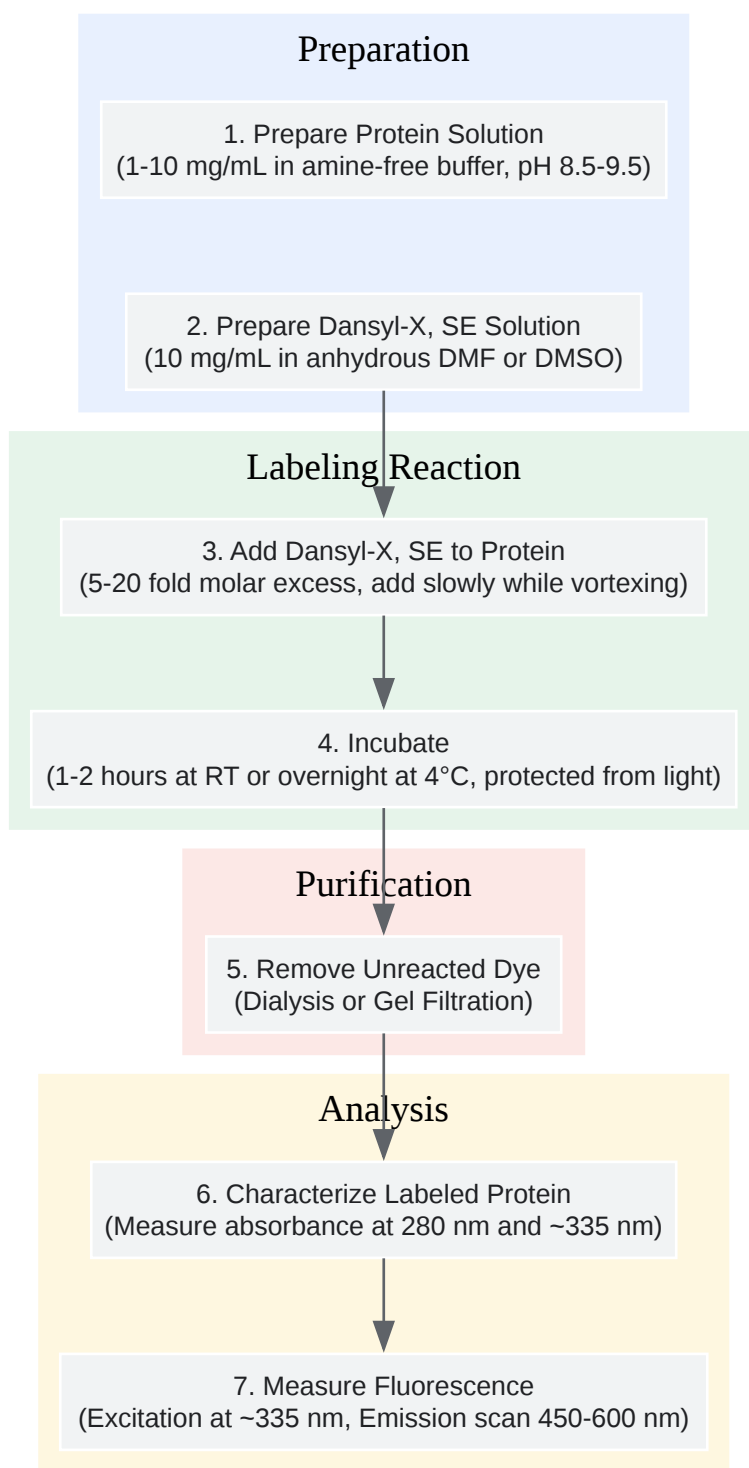 Preparation
1. Prepare Protein Solution
(1-10 mg/mL in amine-free buffer, pH 8.5-9.5)
2. Prepare Dansyl-X, SE Solution
(10 mg/mL in anhydrous DMF or DMSO)
Labeling Reaction
3. Add Dansyl-X, SE to Protein
(5-20 fold molar excess, add slowly while vortexing)
4. Incubate
(1-2 hours at RT or overnight at 4°C, protected from light)
Purification
5. Remove Unreacted Dye
(Dialysis or Gel Filtration)
Analysis
6. Characterize Labeled Protein
(Measure absorbance at 280 nm and ~335 nm)
7. Measure Fluorescence
(Excitation at ~335 nm, Emission scan 450-600 nm)